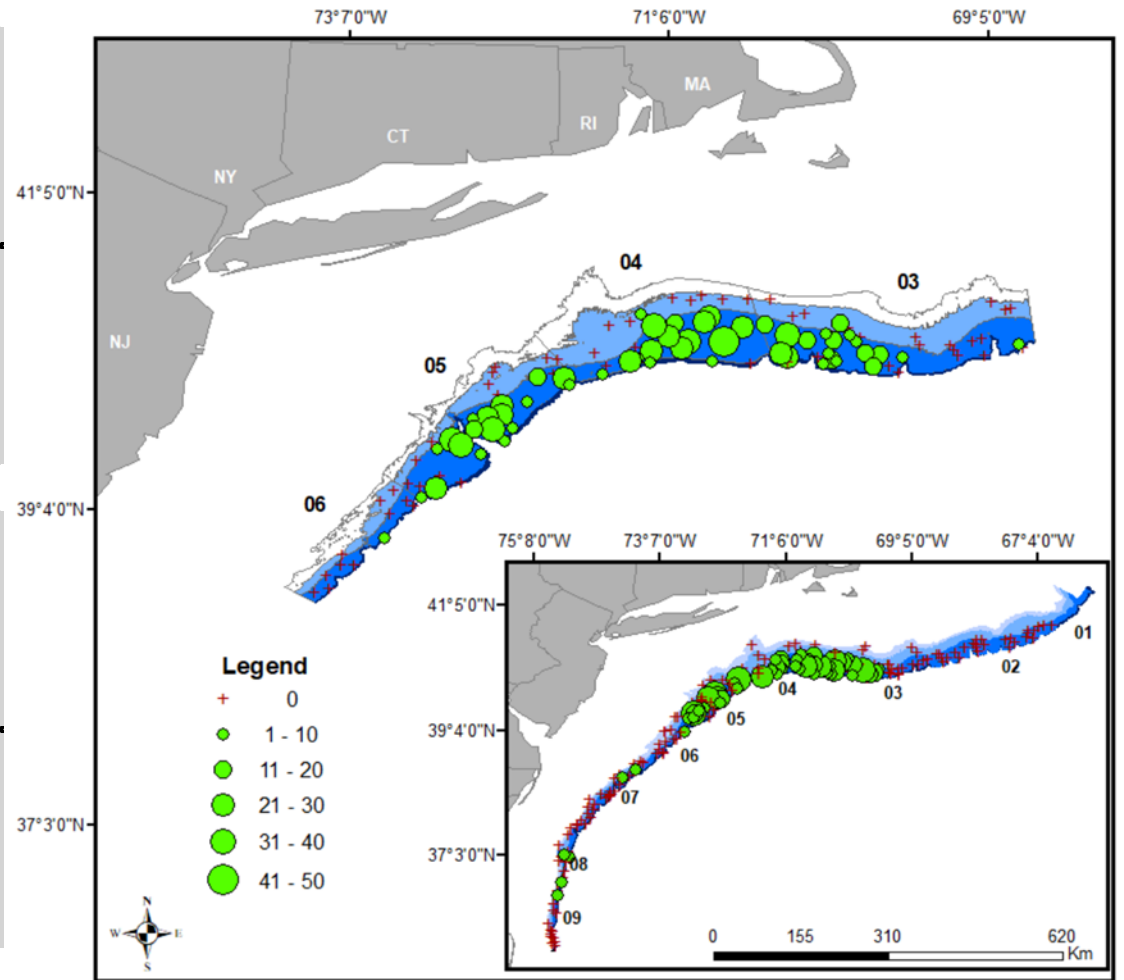 73°7'0"W
71°6'0"W
69°5'0"W
MA
RI
CT
NY
41°5'0"N
04
03
NJ
05
06
39°4'0"N
75°8'0"W
73°7'0"W
71°6'0"W
69°5'0"W
67°4'0"W
41°5'0"N
01
02
04
03
05
39°4'0"N
06
07
37°3'0"N
08
09
0 155 310 620
Km
Legend
0
1 - 10
11 - 20
21 - 30
31 - 40
41 - 50
37°3'0"N
N
W E
S